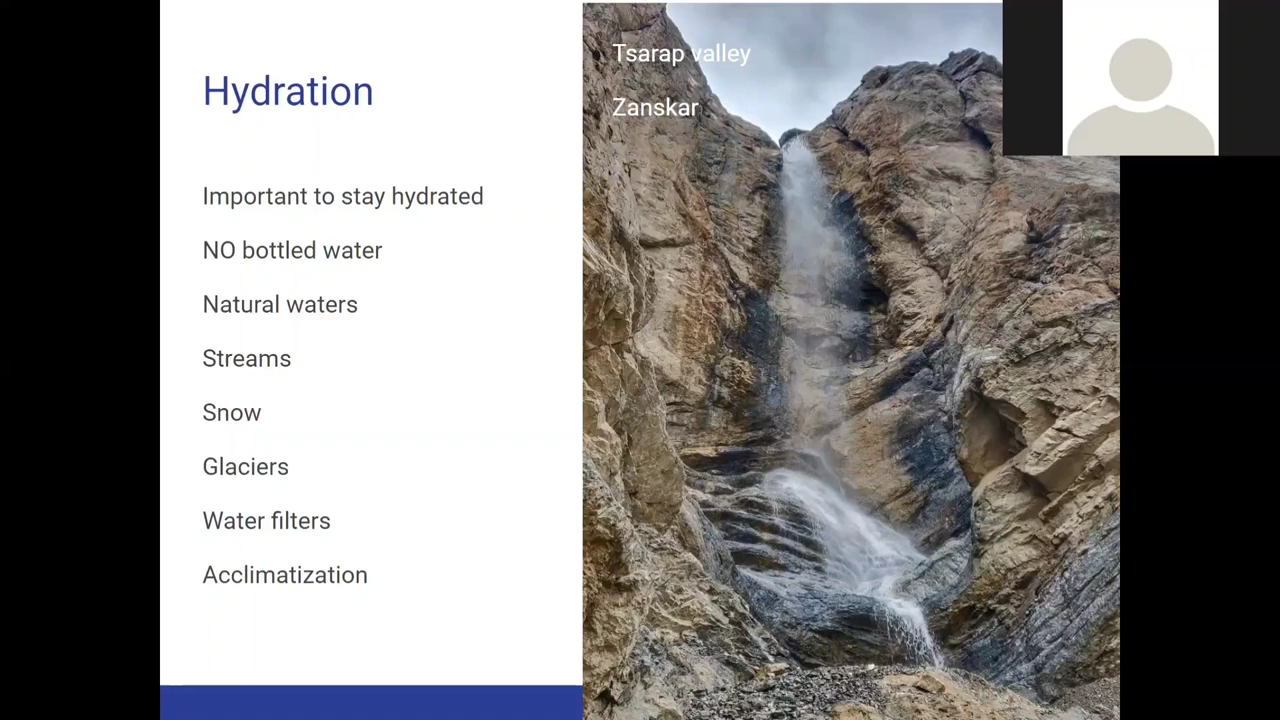 Hydration
Important to stay hydrated
NO bottled water
Natural waters
Streams
Snow
Glaciers
Water filters
Acclimatization
Tsarap valley
Zanskar